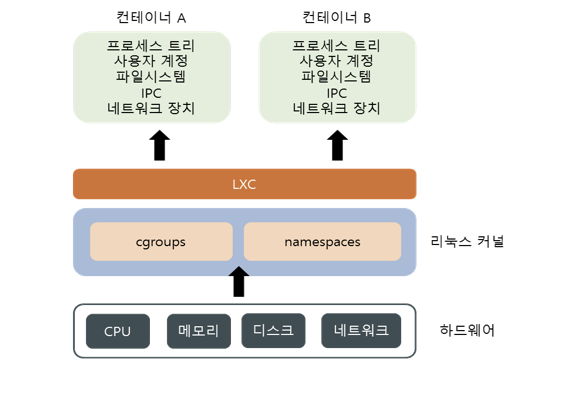 컨테이너 A
컨테이너 B
프로세스 트리
사용자 계정
파일시스템
IPC
네트워크 장치
프로세스 트리
사용자 계정
파일시스템
IPC
네트워크 장치
LXC
cgroups
namespaces
리눅스 커널
CPU
메모리
디스크
네트워크
하드웨어